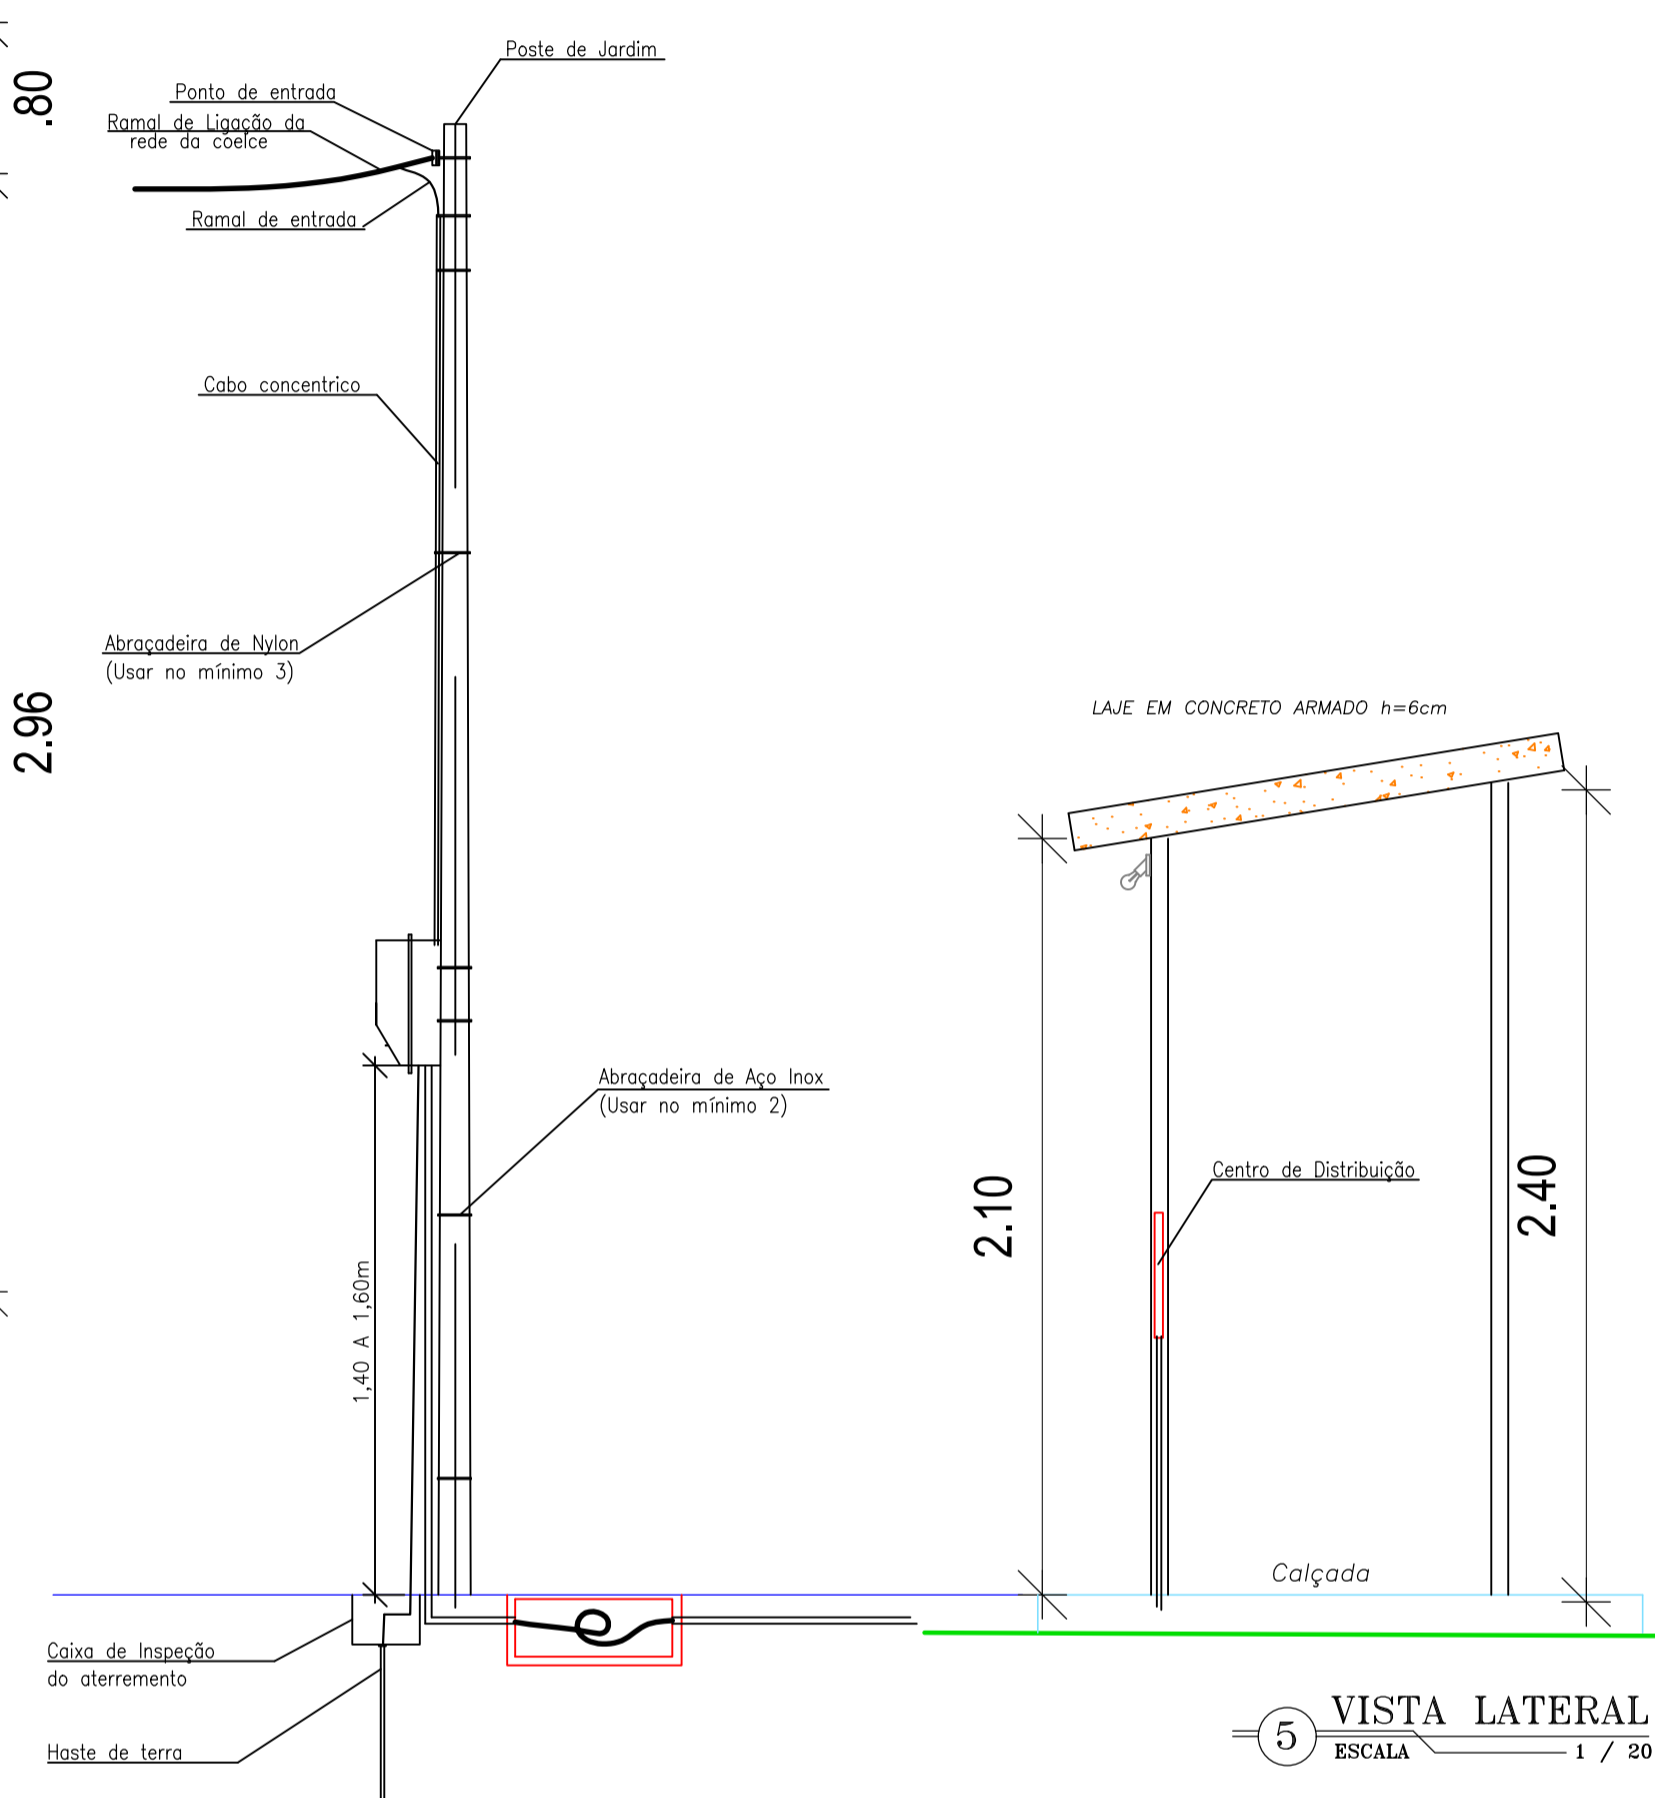 .80
Poste de Jardim
Ponto de entrada
Ramal de Ligação da
rede da coelce
Ramal de entrada
Cabo concentrico
Abraçadeira de Nylon
(Usar no mínimo 3)
2.96
LAJE EM CONCRETO ARMADO h=6cm
Abraçadeira de Aço Inox
(Usar no mínimo 2)
1,40 A 1,60m
2.10
Centro de Distribuição
2.40
Calçada
Caixa de Inspeção
do aterremento
Haste de terra
5
VISTA LATERAL
ESCALA 1 / 20